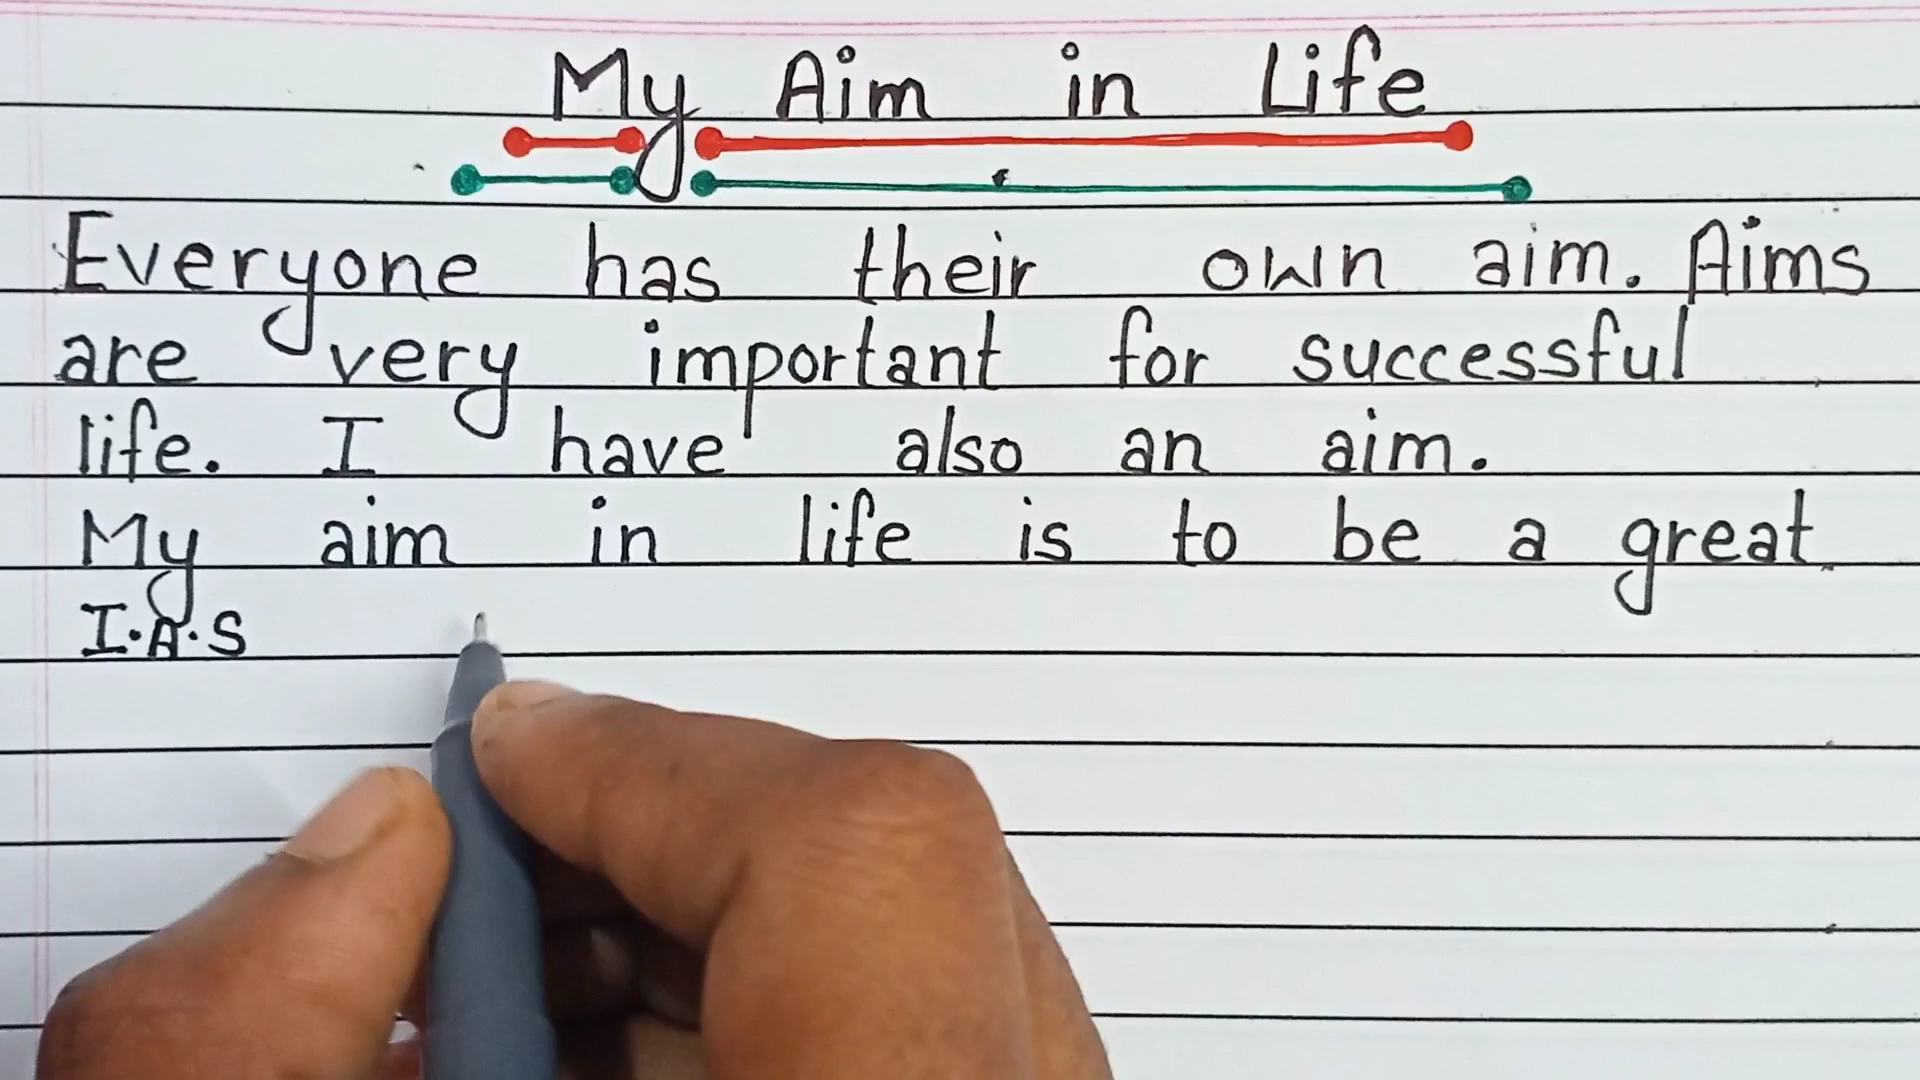 My Aim in Life
Everyone has their own aim. Aims
are very important for successful
life. I have also an aim.
My aim in life is to be a great
I.A.S